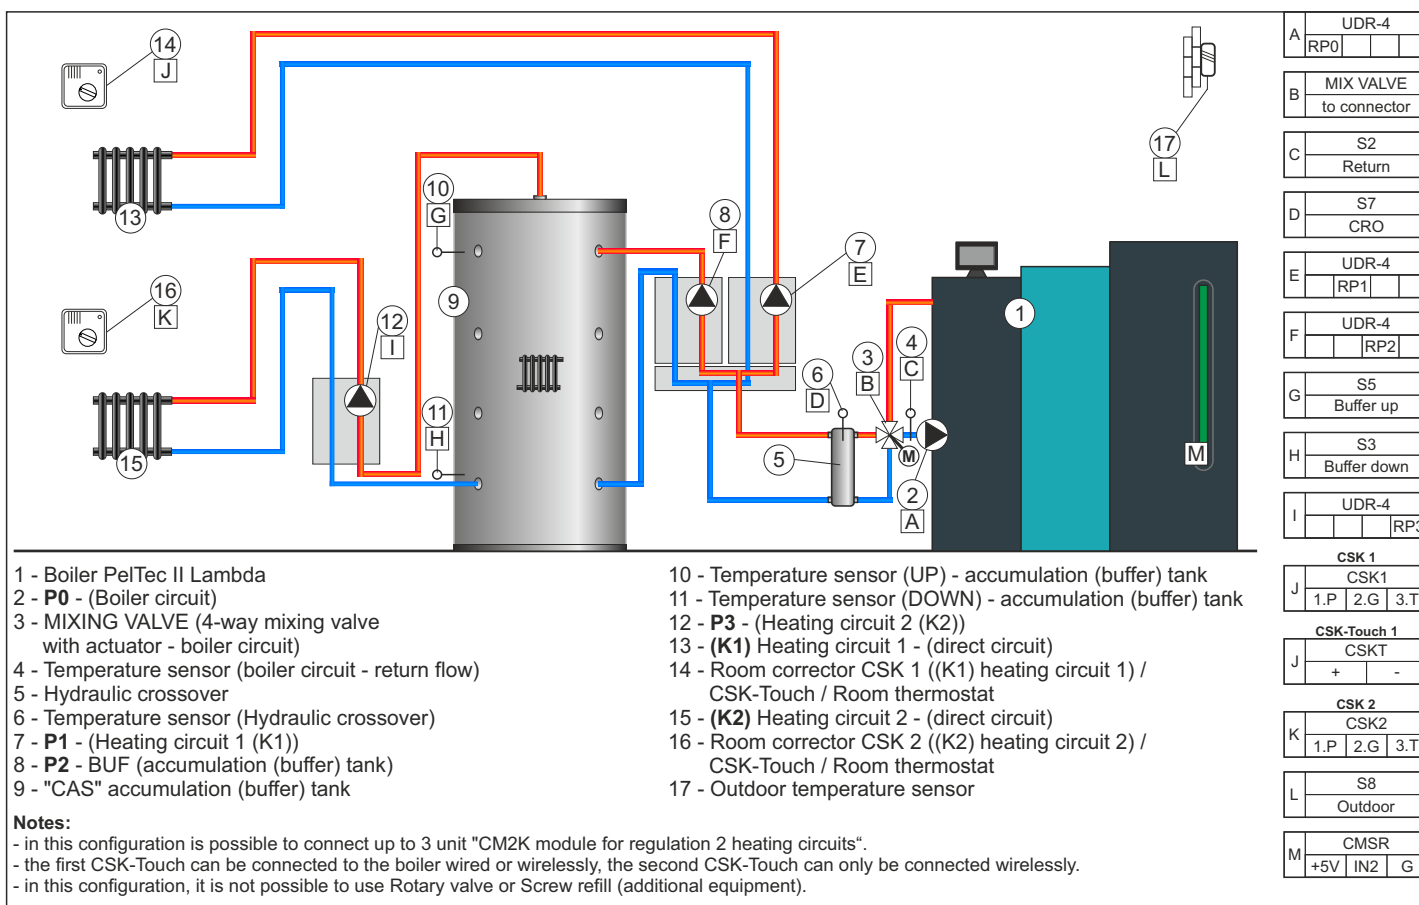 14
J
10
G
13
16
K
12
I
9
11
H
15
8
F
7
E
17
L
1
3
B
4
C
6
D
5
M
2
A
M
1 - Boiler PelTec II Lambda
2 - P0 - (Boiler circuit)
3 - MIXING VALVE (4-way mixing valve
with actuator - boiler circuit)
4 - Temperature sensor (boiler circuit - return flow)
5 - Hydraulic crossover
6 - Temperature sensor (Hydraulic crossover)
7 - P1 - (Heating circuit 1 (K1))
8 - P2 - BUF (accumulation (buffer) tank)
9 - "CAS" accumulation (buffer) tank
10 - Temperature sensor (UP) - accumulation (buffer) tank
11 - Temperature sensor (DOWN) - accumulation (buffer) tank
12 - P3 - (Heating circuit 2 (K2))
13 - (K1) Heating circuit 1 - (direct circuit)
14 - Room corrector CSK 1 ((K1) heating circuit 1) /
CSK-Touch / Room thermostat
15 - (K2) Heating circuit 2 - (direct circuit)
16 - Room corrector CSK 2 ((K2) heating circuit 2) /
CSK-Touch / Room thermostat
17 - Outdoor temperature sensor
Notes:
- in this configuration is possible to connect up to 3 unit "CM2K module for regulation 2 heating circuits“.
- the first CSK-Touch can be connected to the boiler wired or wirelessly, the second CSK-Touch can only be connected wirelessly.
- in this configuration, it is not possible to use Rotary valve or Screw refill (additional equipment).
A UDR-4
RP0
B MIX VALVE
to connector
C S2
Return
D S7
CRO
E UDR-4
RP1
F UDR-4
RP2
G S5
Buffer up
H S3
Buffer down
I UDR-4
RP3
CSK 1
J CSK1
1.P 2.G 3.T
CSK-Touch 1
J CSKT
+ -
CSK 2
K CSK2
1.P 2.G 3.T
L S8
Outdoor
M CMSR
+5V IN2 G